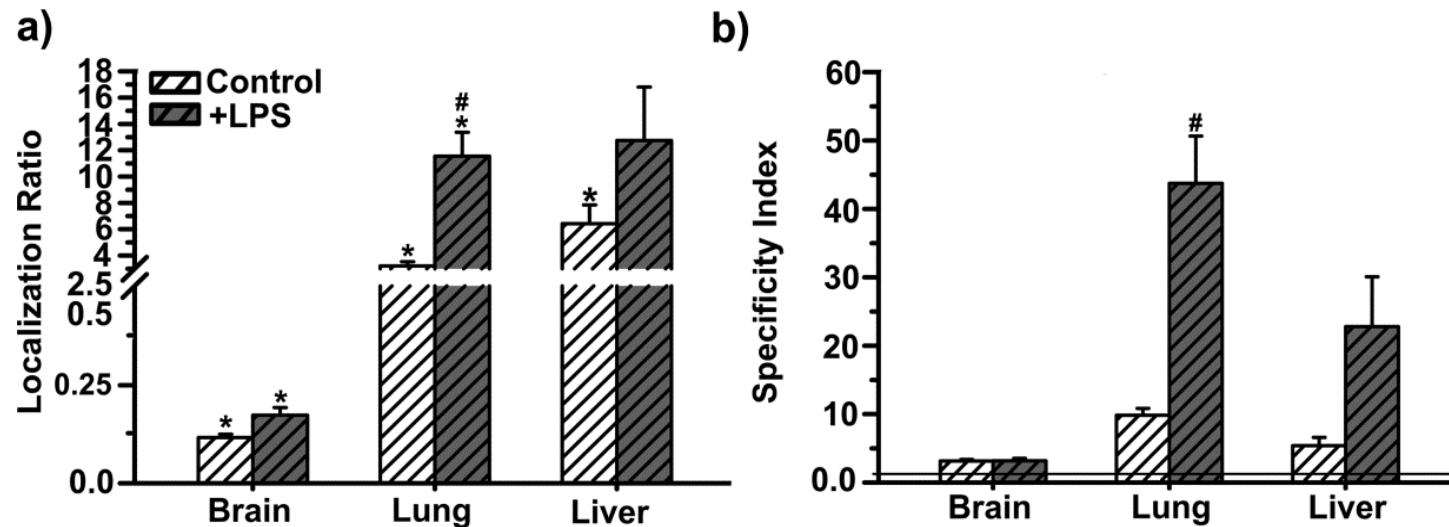 a)
Localization Ratio
18
16
14
12
10
8
6
4
2.5
0.5
0.25
0.0
Control
+LPS
*
*
*
#
*
*
Brain
Lung
Liver
b)
Specificity Index
60
50
40
30
20
10
0.0
#
Brain
Lung
Liver